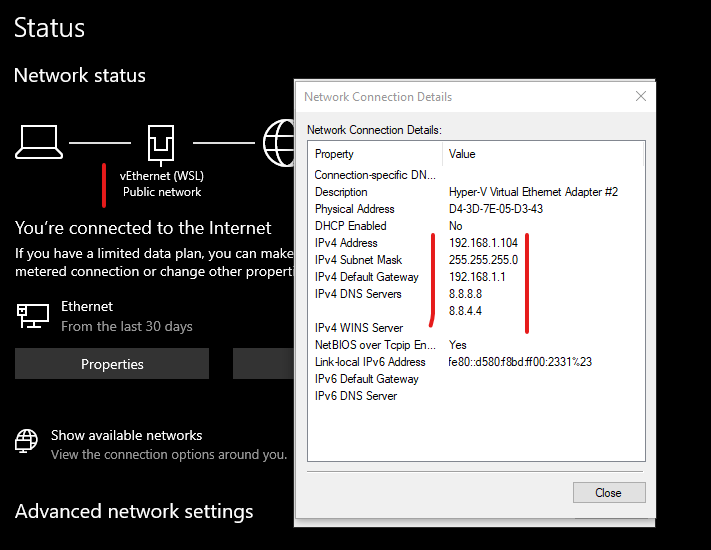 Status
Network status
vEthernet (WSL)
Public network
You're connected to the Internet
If you have a limited data plan, you can make
metered connection or change other properti
Ethernet
From the last 30 days
Properties
Show available networks
View the connection options around you.
Advanced network settings
Network Connection Details
Network Connection Details:
Property Value
Connection-specific DN...
Description Hyper-V Virtual Ethernet Adapter #2
Physical Address D4-3D-7E-05-D3-43
DHCP Enabled No
IPv4 Address 192.168.1.104
IPv4 Subnet Mask 255.255.255.0
IPv4 Default Gateway 192.168.1.1
IPv4 DNS Servers 8.8.8.8
8.8.4.4
IPv4 WINS Server
NetBIOS over Tcpip En... Yes
Link-local IPv6 Address fe80::d580:f8bd:ff00:2331%23
IPv6 Default Gateway
IPv6 DNS Server
Close